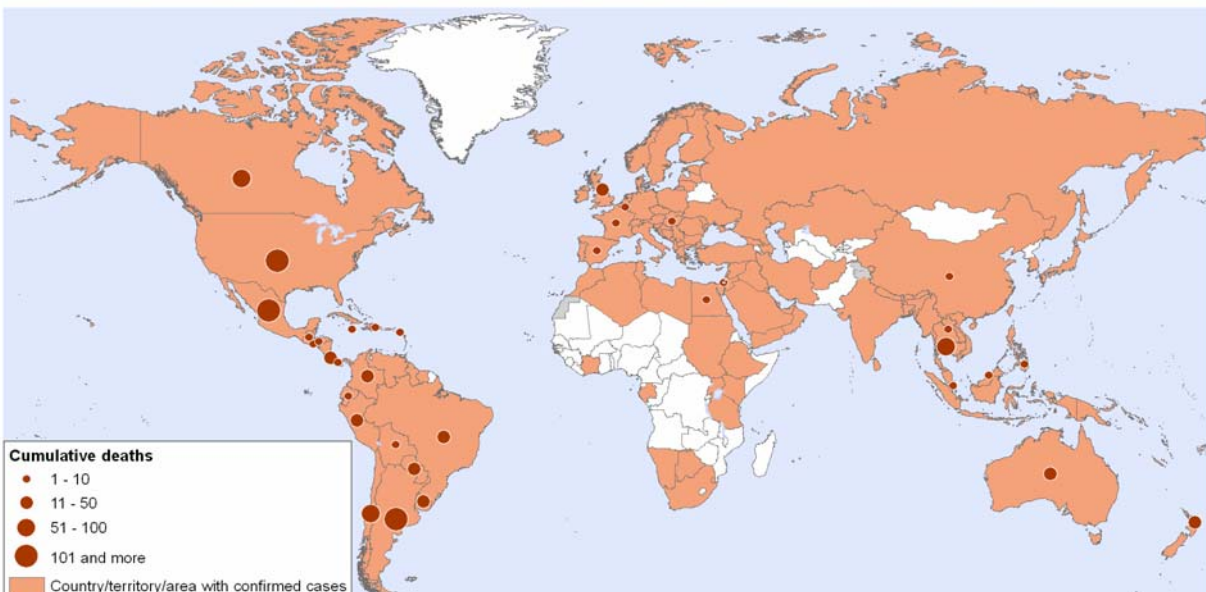 Cumulative deaths
1 - 10
11 - 50
51 - 100
101 and more
Country/territory/area with confirmed cases